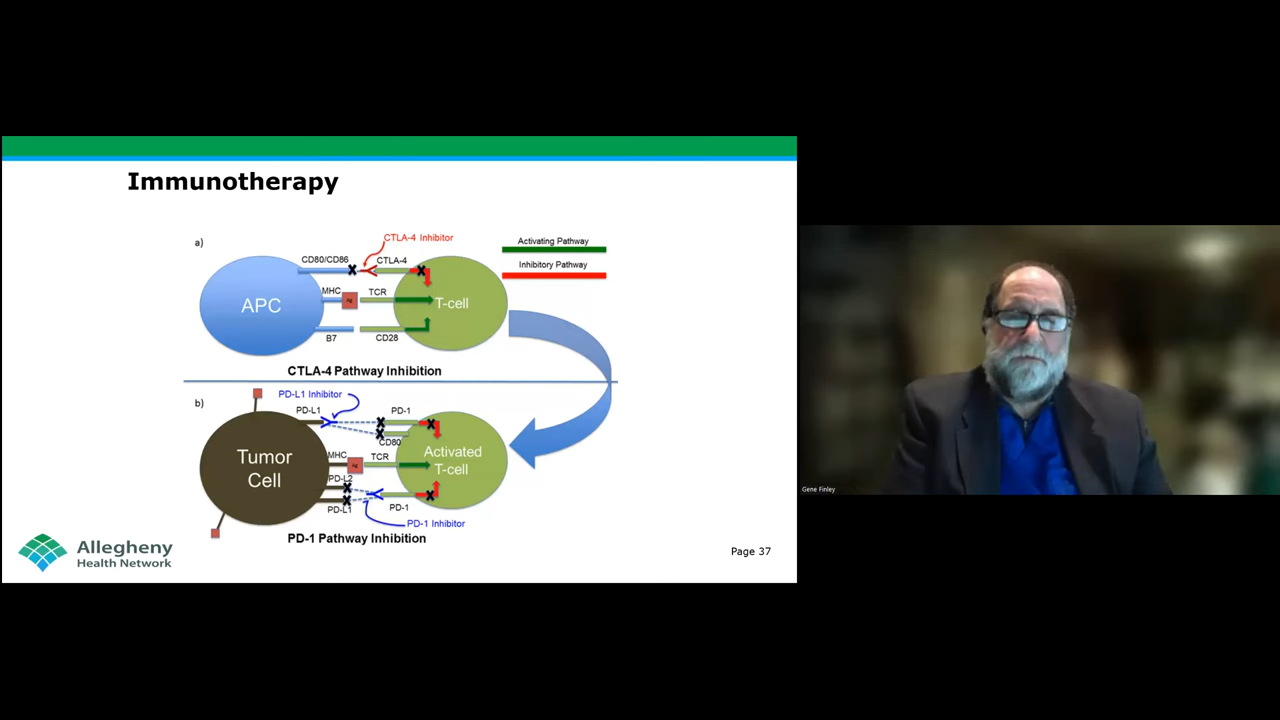 Immunotherapy
a)
CTLA-4 Inhibitor
Activating Pathway
Inhibitory Pathway
CD80/CD86
CTLA-4
MHC
Ag
TCR
APC
T-cell
B7
CD28
CTLA-4 Pathway Inhibition
b)
PD-L1 Inhibitor
PD-L1
PD-1
CD80
MHC
Ag
TCR
Tumor
Cell
Activated
T-cell
PD-L2
PD-L1
PD-1
PD-1 Inhibitor
PD-1 Pathway Inhibition
Allegheny
Health Network
Page 37
Gene Finley